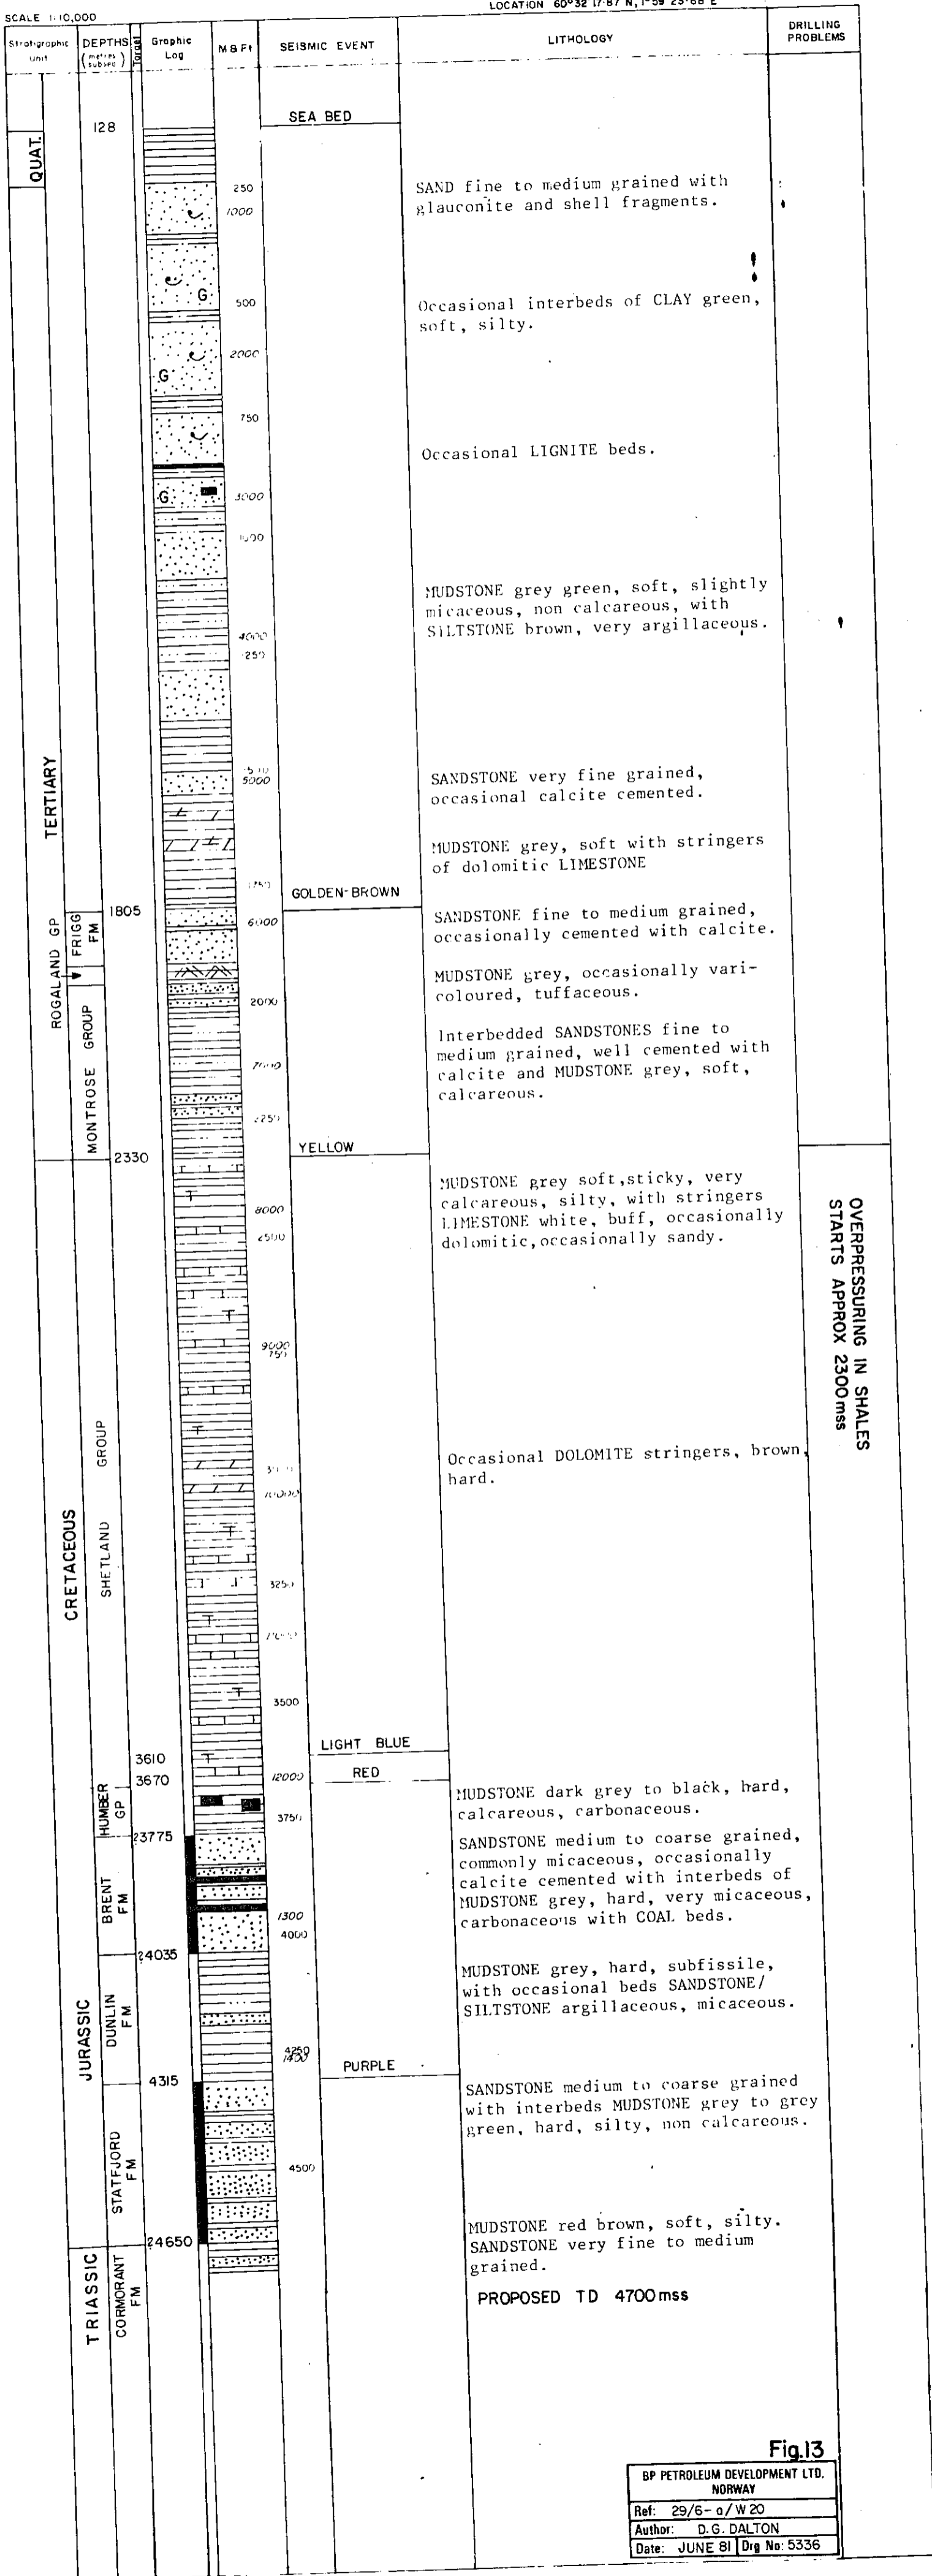 LOCATION 60°32'17·87"N, 1°59'23·68"E
SCALE 1:10,000
Stratigraphic unit
DEPTHS (metres subsea)
Target
Graphic Log
M & Ft
SEISMIC EVENT
LITHOLOGY
DRILLING PROBLEMS
SEA BED
128
QUAT.
250
1000
SAND fine to medium grained with
glauconite and shell fragments.
G
500
Occasional interbeds of CLAY green,
soft, silty.
2000
G
750
Occasional LIGNITE beds.
G
3000
1000
MUDSTONE grey green, soft, slightly
micaceous, non calcareous, with
SILTSTONE brown, very argillaceous.
4000
250
TERTIARY
5000
SANDSTONE very fine grained,
occasional calcite cemented.
MUDSTONE grey, soft with stringers
of dolomitic LIMESTONE
1750
GOLDEN-BROWN
1805
ROGALAND GP
FRIGG FM
6000
SANDSTONE fine to medium grained,
occasionally cemented with calcite.
MUDSTONE grey, occasionally vari-
coloured, tuffaceous.
2000
MONTROSE GROUP
Interbedded SANDSTONES fine to
medium grained, well cemented with
calcite and MUDSTONE grey, soft,
calcareous.
7000
2250
YELLOW
2330
MUDSTONE grey soft,sticky, very
calcareous, silty, with stringers
LIMESTONE white, buff, occasionally
dolomitic,occasionally sandy.
8000
2500
OVERPRESSURING IN SHALES
STARTS APPROX 2300mss
9000
750
CRETACEOUS
SHETLAND GROUP
Occasional DOLOMITE stringers, brown,
hard.
10000
3250
3500
LIGHT BLUE
3610
RED
3670
12000
HUMBER GP
MUDSTONE dark grey to black, hard,
calcareous, carbonaceous.
3750
?3775
SANDSTONE medium to coarse grained,
commonly micaceous, occasionally
calcite cemented with interbeds of
MUDSTONE grey, hard, very micaceous,
carbonaceous with COAL beds.
BRENT FM
1300
4000
?4035
JURASSIC
DUNLIN FM
MUDSTONE grey, hard, subfissile,
with occasional beds SANDSTONE/
SILTSTONE argillaceous, micaceous.
4250
1400
PURPLE
4315
SANDSTONE medium to coarse grained
with interbeds MUDSTONE grey to grey
green, hard, silty, non calcareous.
STATFJORD FM
4500
MUDSTONE red brown, soft, silty.
SANDSTONE very fine to medium
grained.
?4650
TRIASSIC
CORMORANT FM
PROPOSED TD 4700mss
Fig.13
BP PETROLEUM DEVELOPMENT LTD.
NORWAY
Ref: 29/6-a/W20
Author: D.G. DALTON
Date: JUNE 81 Drg No: 5336